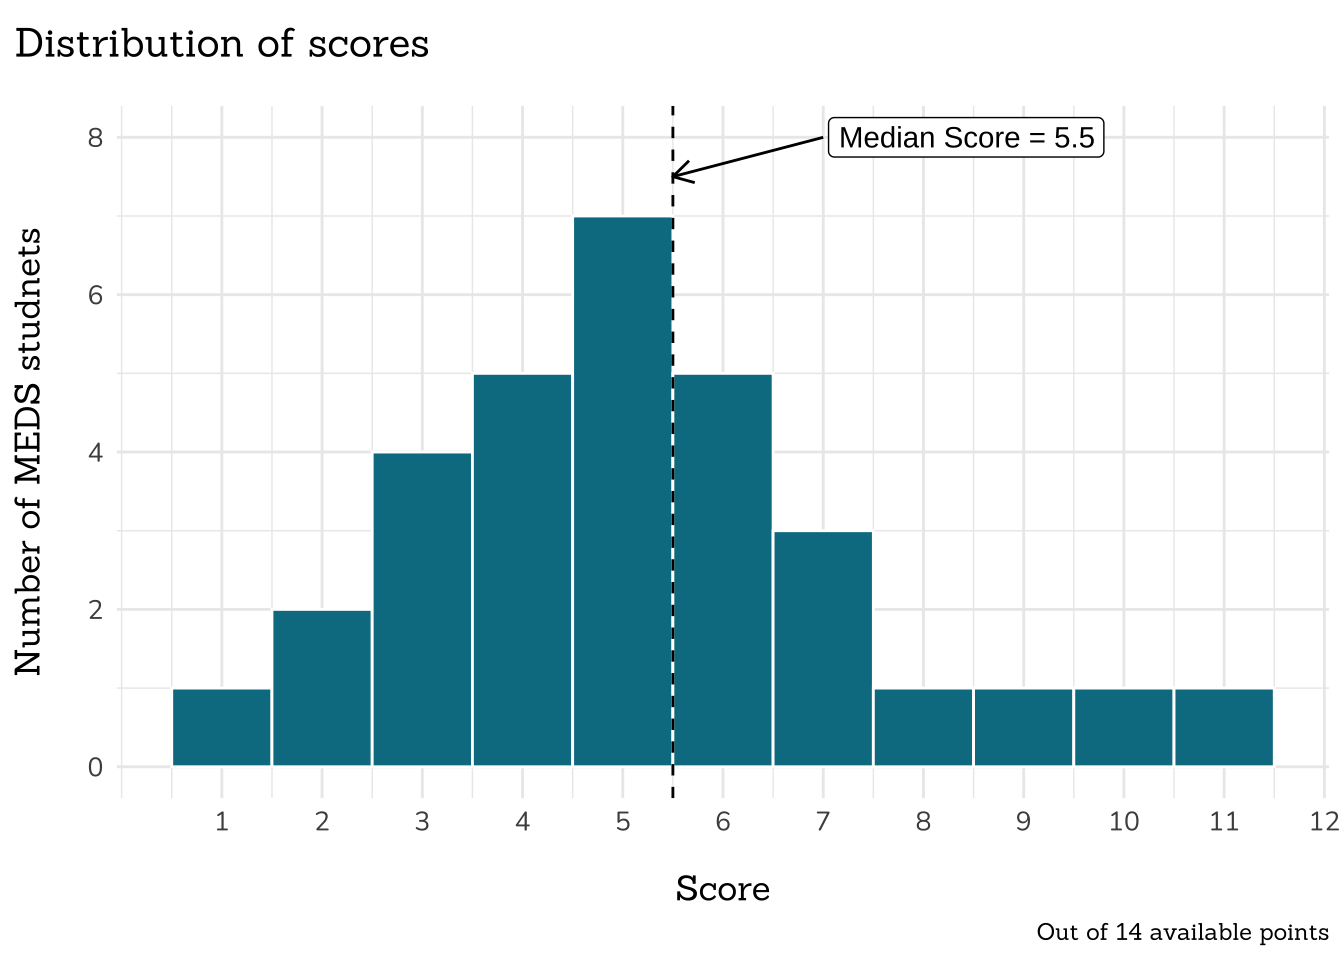 Distribution of scores
Median Score = 5.5
Number of MEDS studnets
8
6
4
2
0
1 2 3 4 5 6 7 8 9 10 11 12
Score
Out of 14 available points